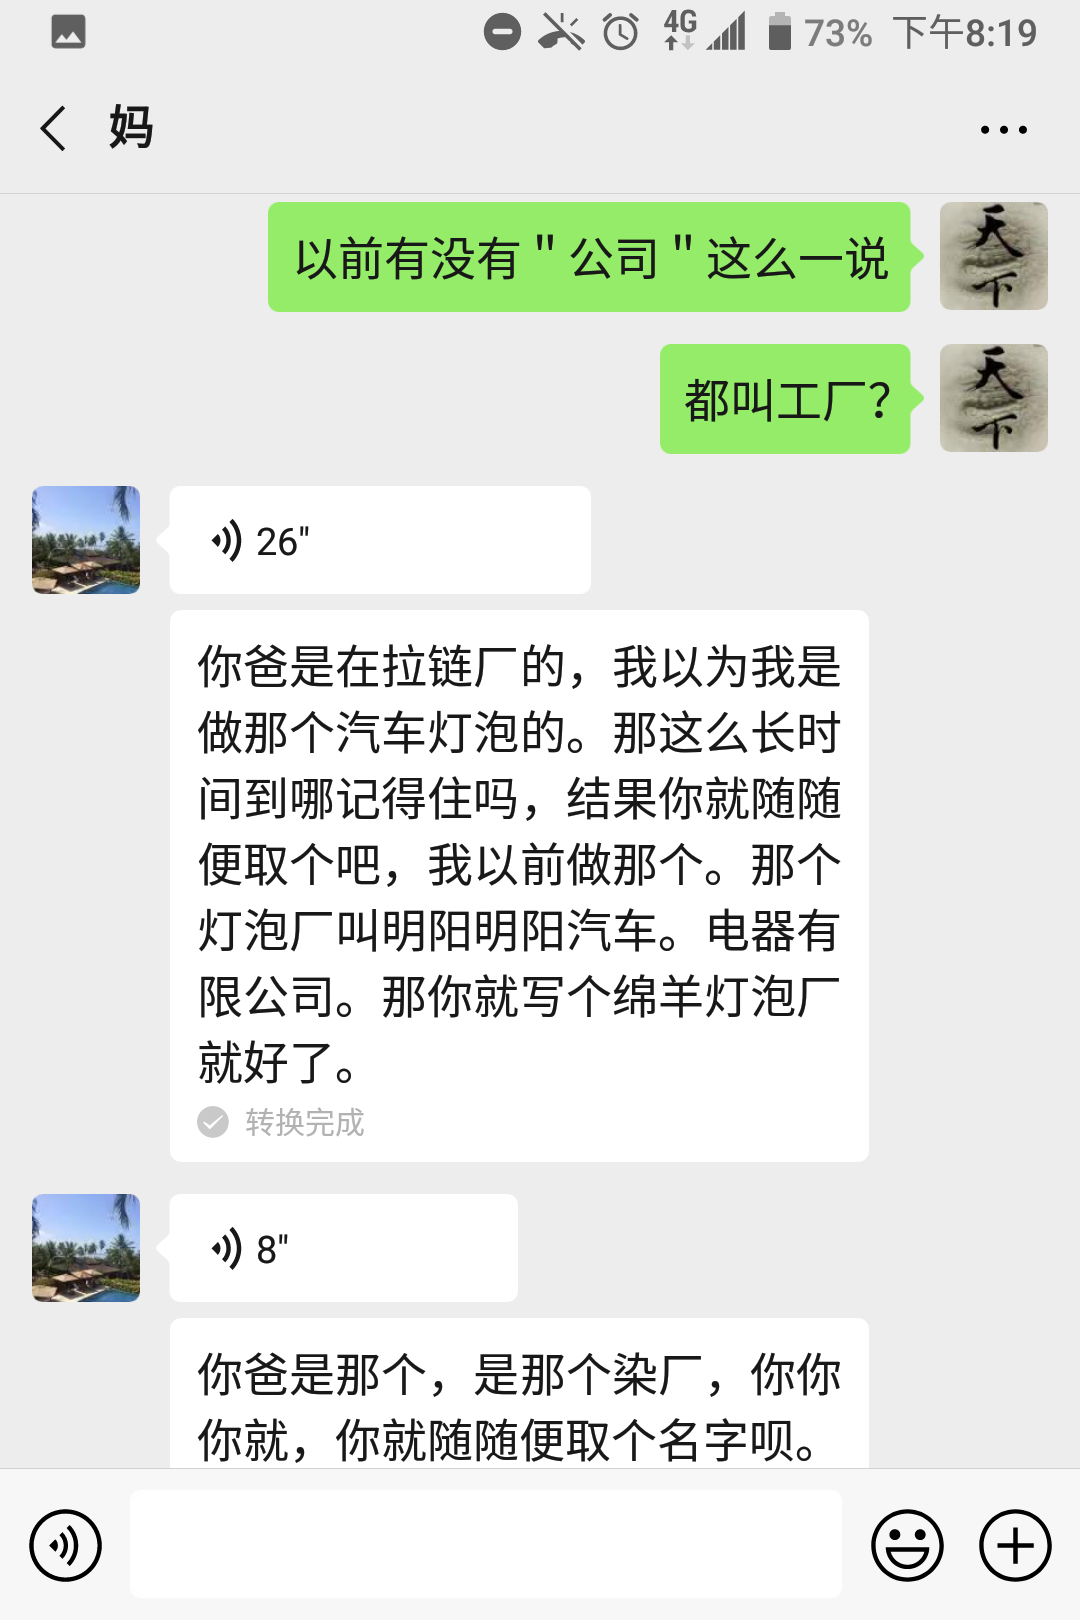 4G 73% 下午8:19
妈
以前有没有＂公司＂这么一说
天下
都叫工厂？
天下
26"
你爸是在拉链厂的，我以为我是
做那个汽车灯泡的。那这么长时
间到哪记得住吗，结果你就随随
便取个吧，我以前做那个。那个
灯泡厂叫明阳明阳汽车。电器有
限公司。那你就写个绵羊灯泡厂
就好了。
转换完成
8"
你爸是那个，是那个染厂，你你
你就，你就随随便取个名字呗。